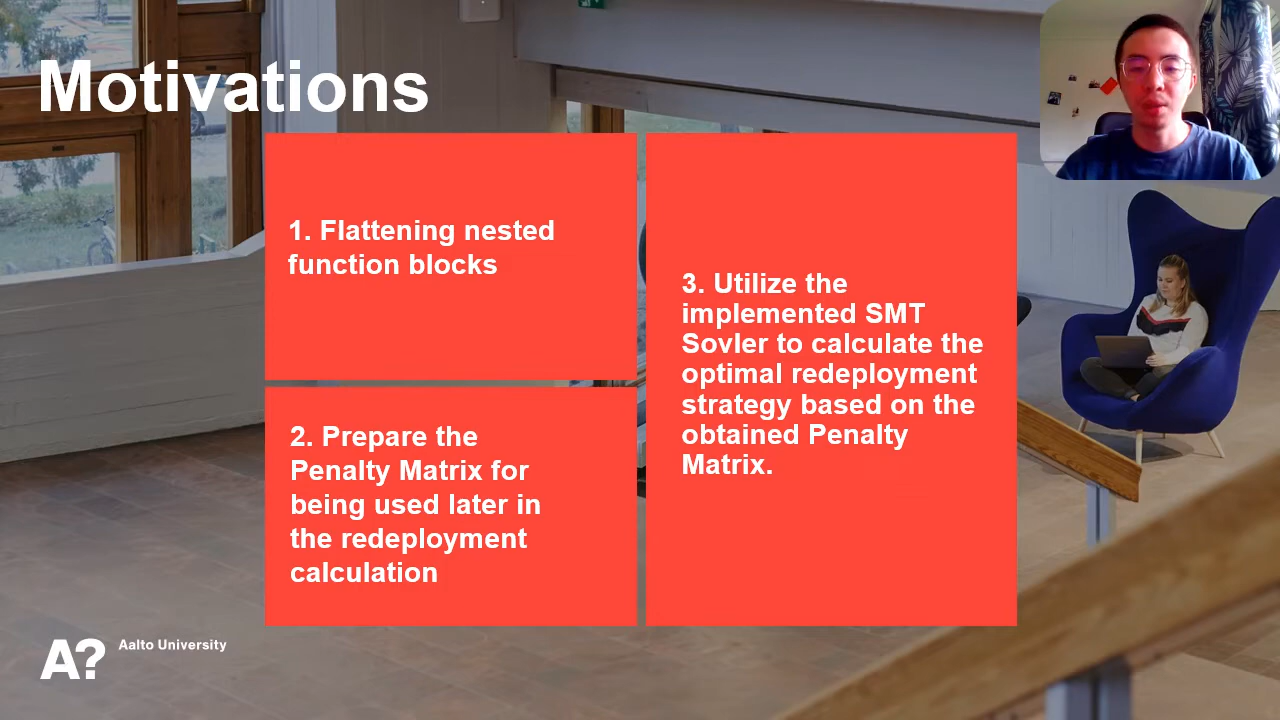 Motivations
1. Flattening nested
function blocks
2. Prepare the
Penalty Matrix for
being used later in
the redeployment
calculation
3. Utilize the
implemented SMT
Sovler to calculate the
optimal redeployment
strategy based on the
obtained Penalty
Matrix.
A?
Aalto University